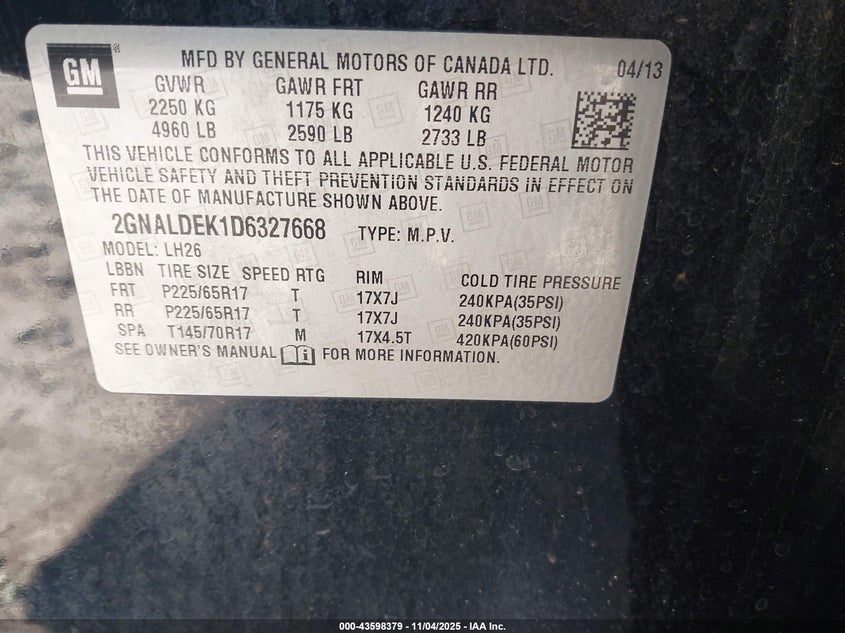 GM ®
MFD BY GENERAL MOTORS OF CANADA LTD. 04/13
GVWR GAWR FRT GAWR RR
2250 KG 1175 KG 1240 KG
4960 LB 2590 LB 2733 LB
THIS VEHICLE CONFORMS TO ALL APPLICABLE U.S. FEDERAL MOTOR
VEHICLE SAFETY AND THEFT PREVENTION STANDARDS IN EFFECT ON
THE DATE OF MANUFACTURE SHOWN ABOVE.
2GNALDEK1D6327668 TYPE: M.P.V.
MODEL: LH26
LBBN TIRE SIZE SPEED RTG RIM COLD TIRE PRESSURE
FRT P225/65R17 T 17X7J 240KPA(35PSI)
RR P225/65R17 T 17X7J 240KPA(35PSI)
SPA T145/70R17 M 17X4.5T 420KPA(60PSI)
SEE OWNER'S MANUAL FOR MORE INFORMATION.
000-43598379 - 11/04/2025 - IAA Inc.